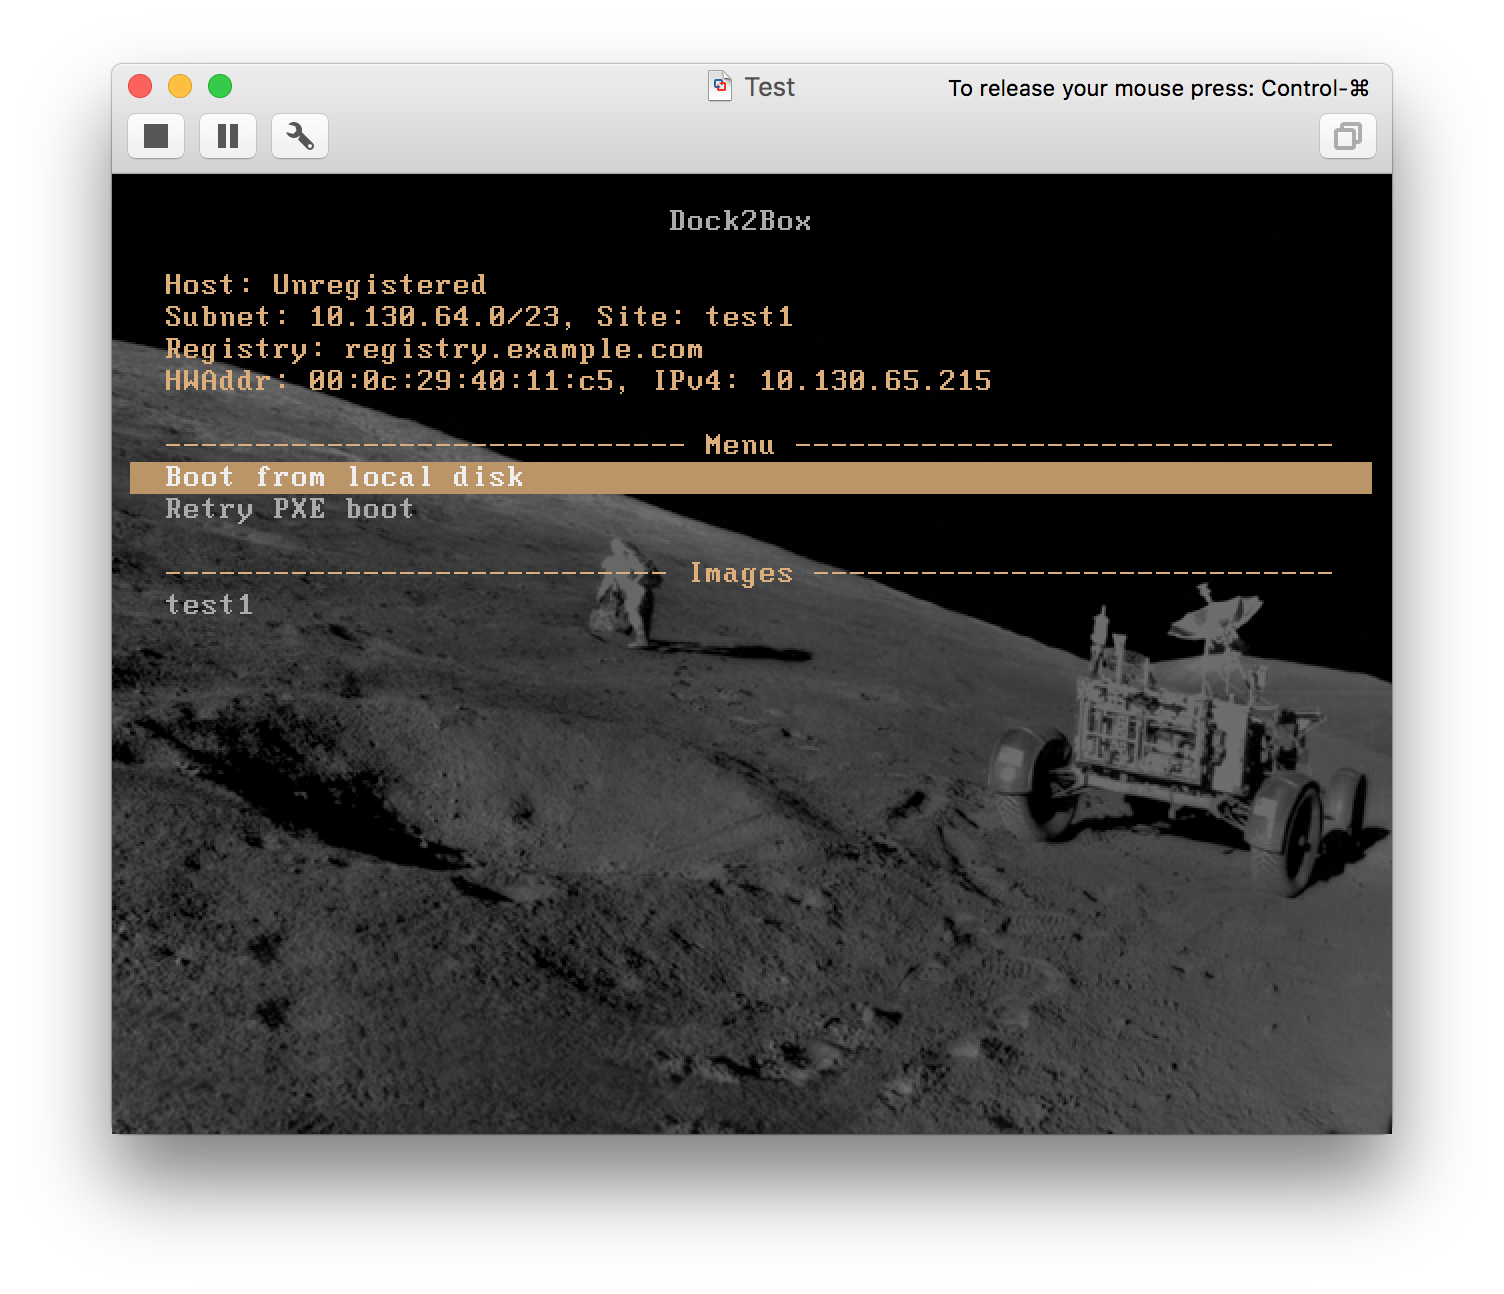 Test
To release your mouse press: Control-⌘
Dock2Box
Host: Unregistered
Subnet: 10.130.64.0/23, Site: test1
Registry: registry.example.com
HWAddr: 00:0c:29:40:11:c5, IPv4: 10.130.65.215
----------------------------- Menu ------------------------------
Boot from local disk
Retry PXE boot
---------------------------- Images -----------------------------
test1